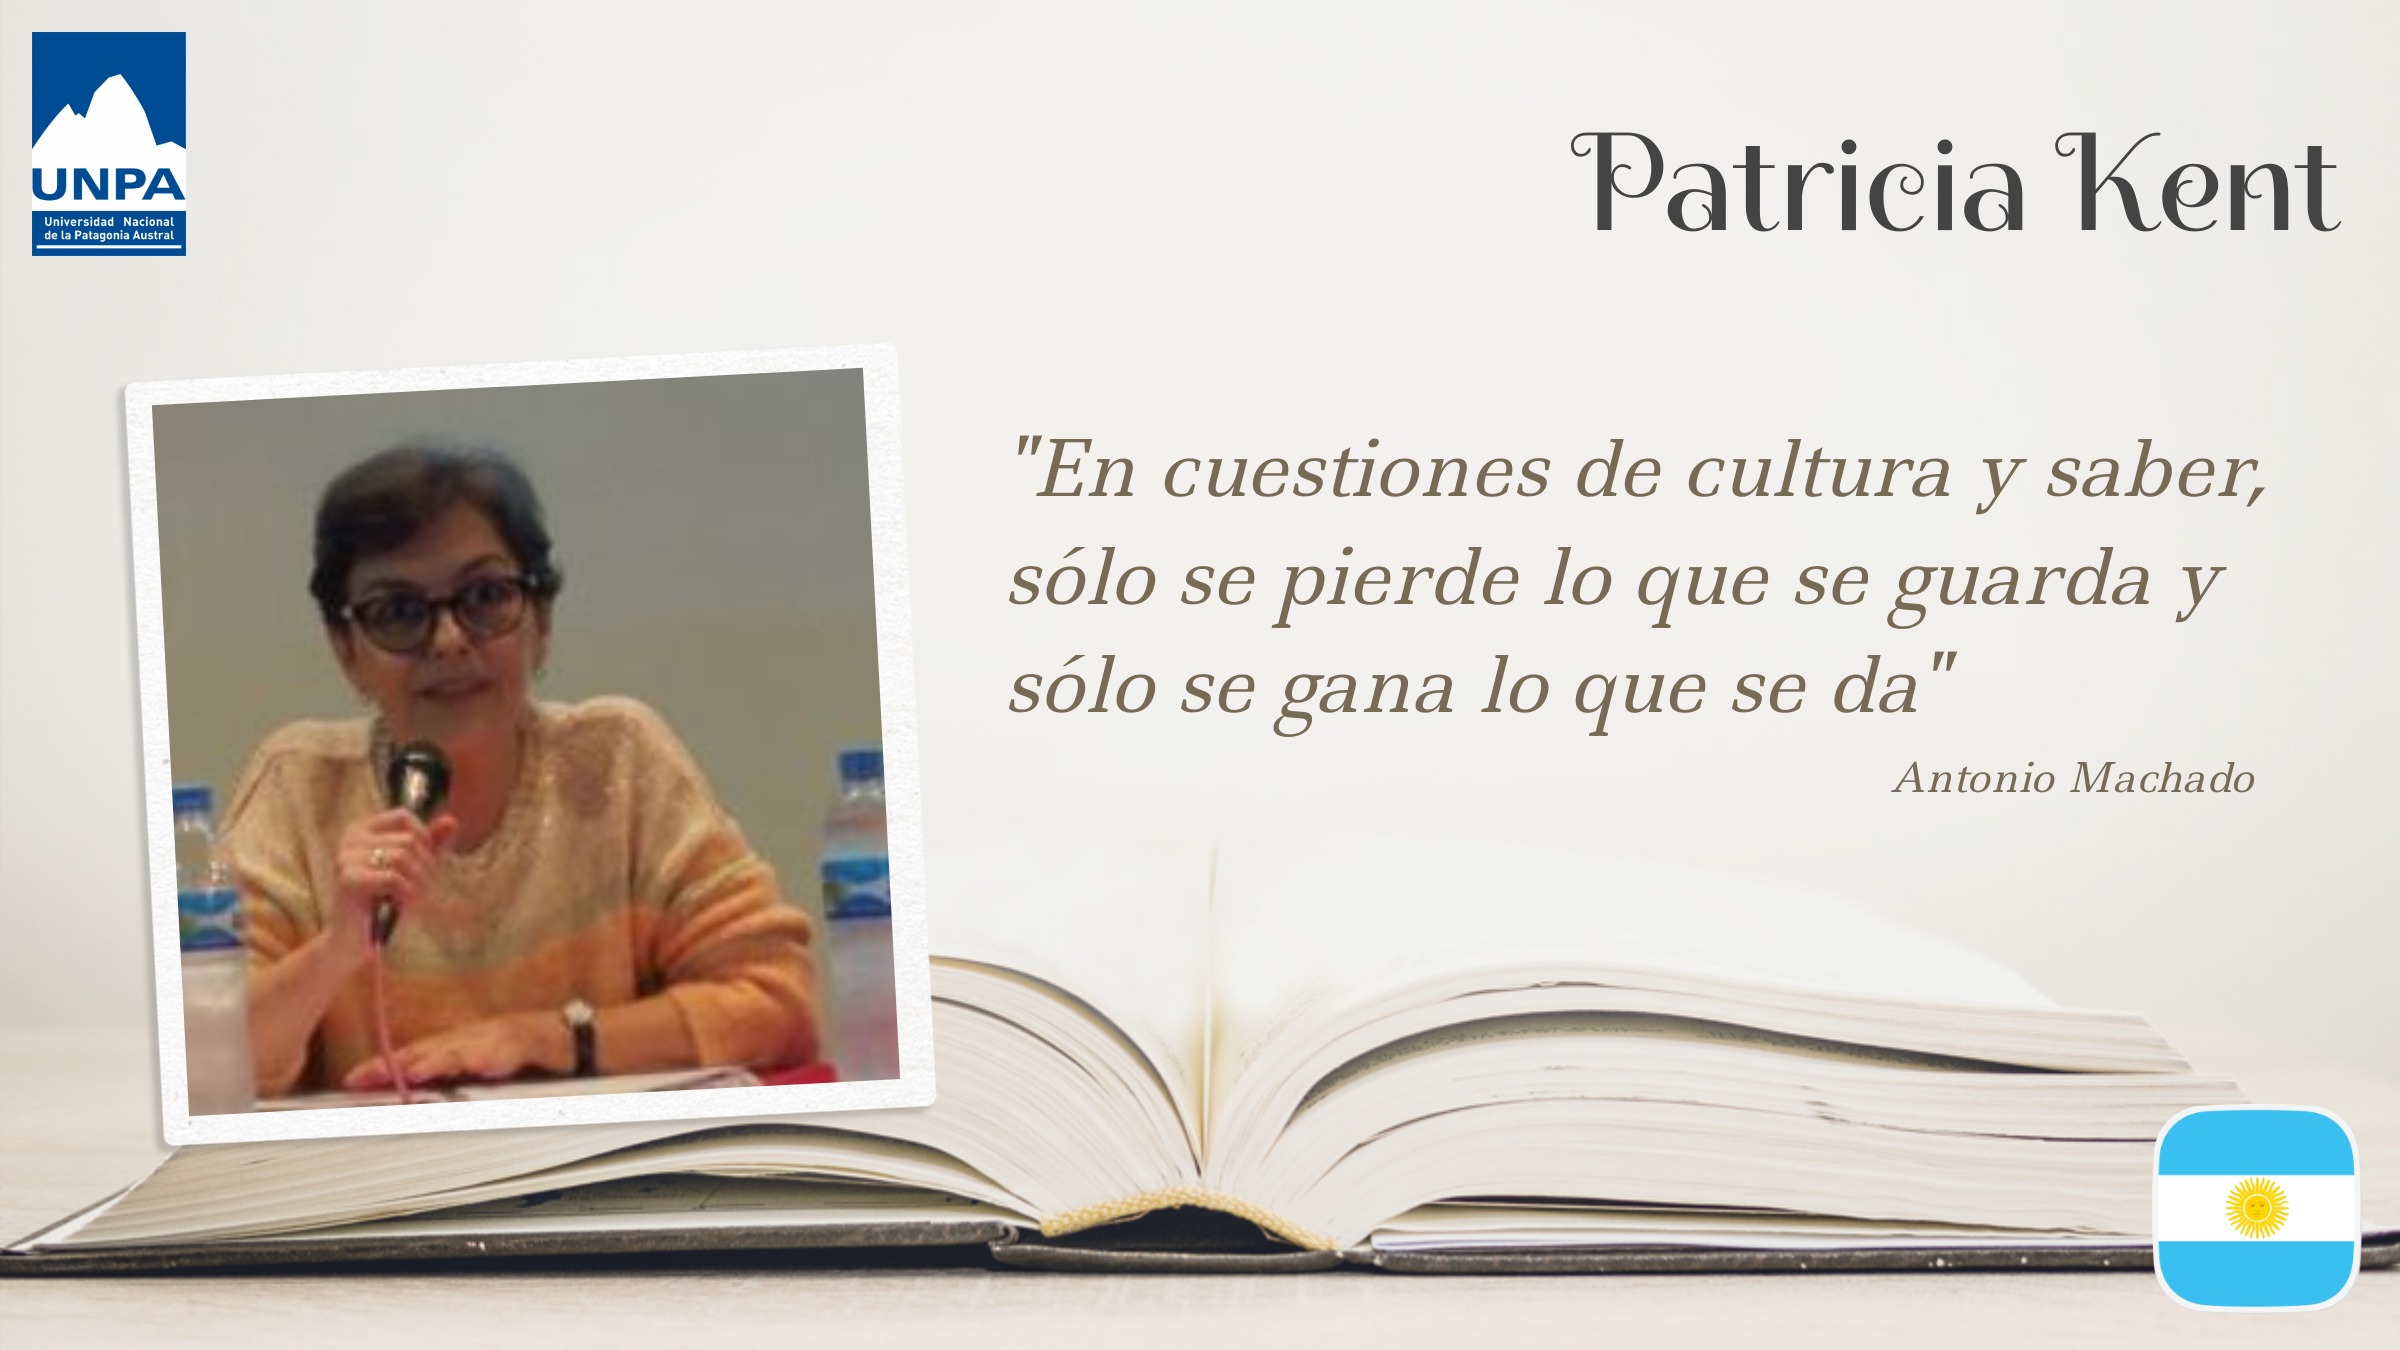 UNPA
Universidad Nacional
de la Patagonia Austral
Patricia Kent
"En cuestiones de cultura y saber,
sólo se pierde lo que se guarda y
sólo se gana lo que se da"
Antonio Machado